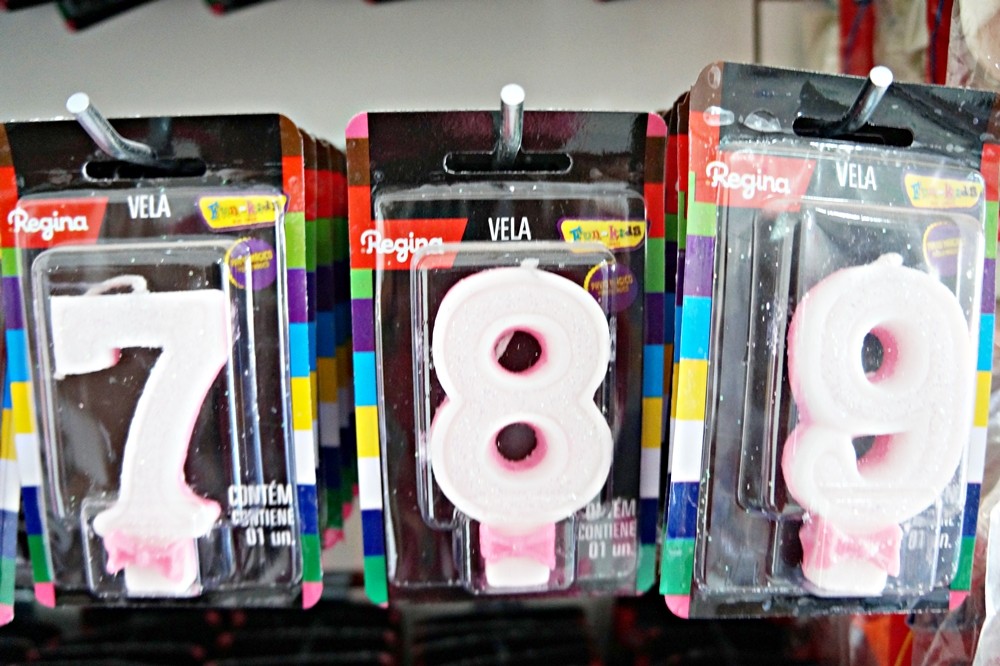 Regina
VELA
Fun-kids
7
CONTÉM
CONTIENE
01 un.
Regina
VELA
Fun-kids
8
CONTIENE
01 un.
Regina
VELA
Fun-kids
9
un.